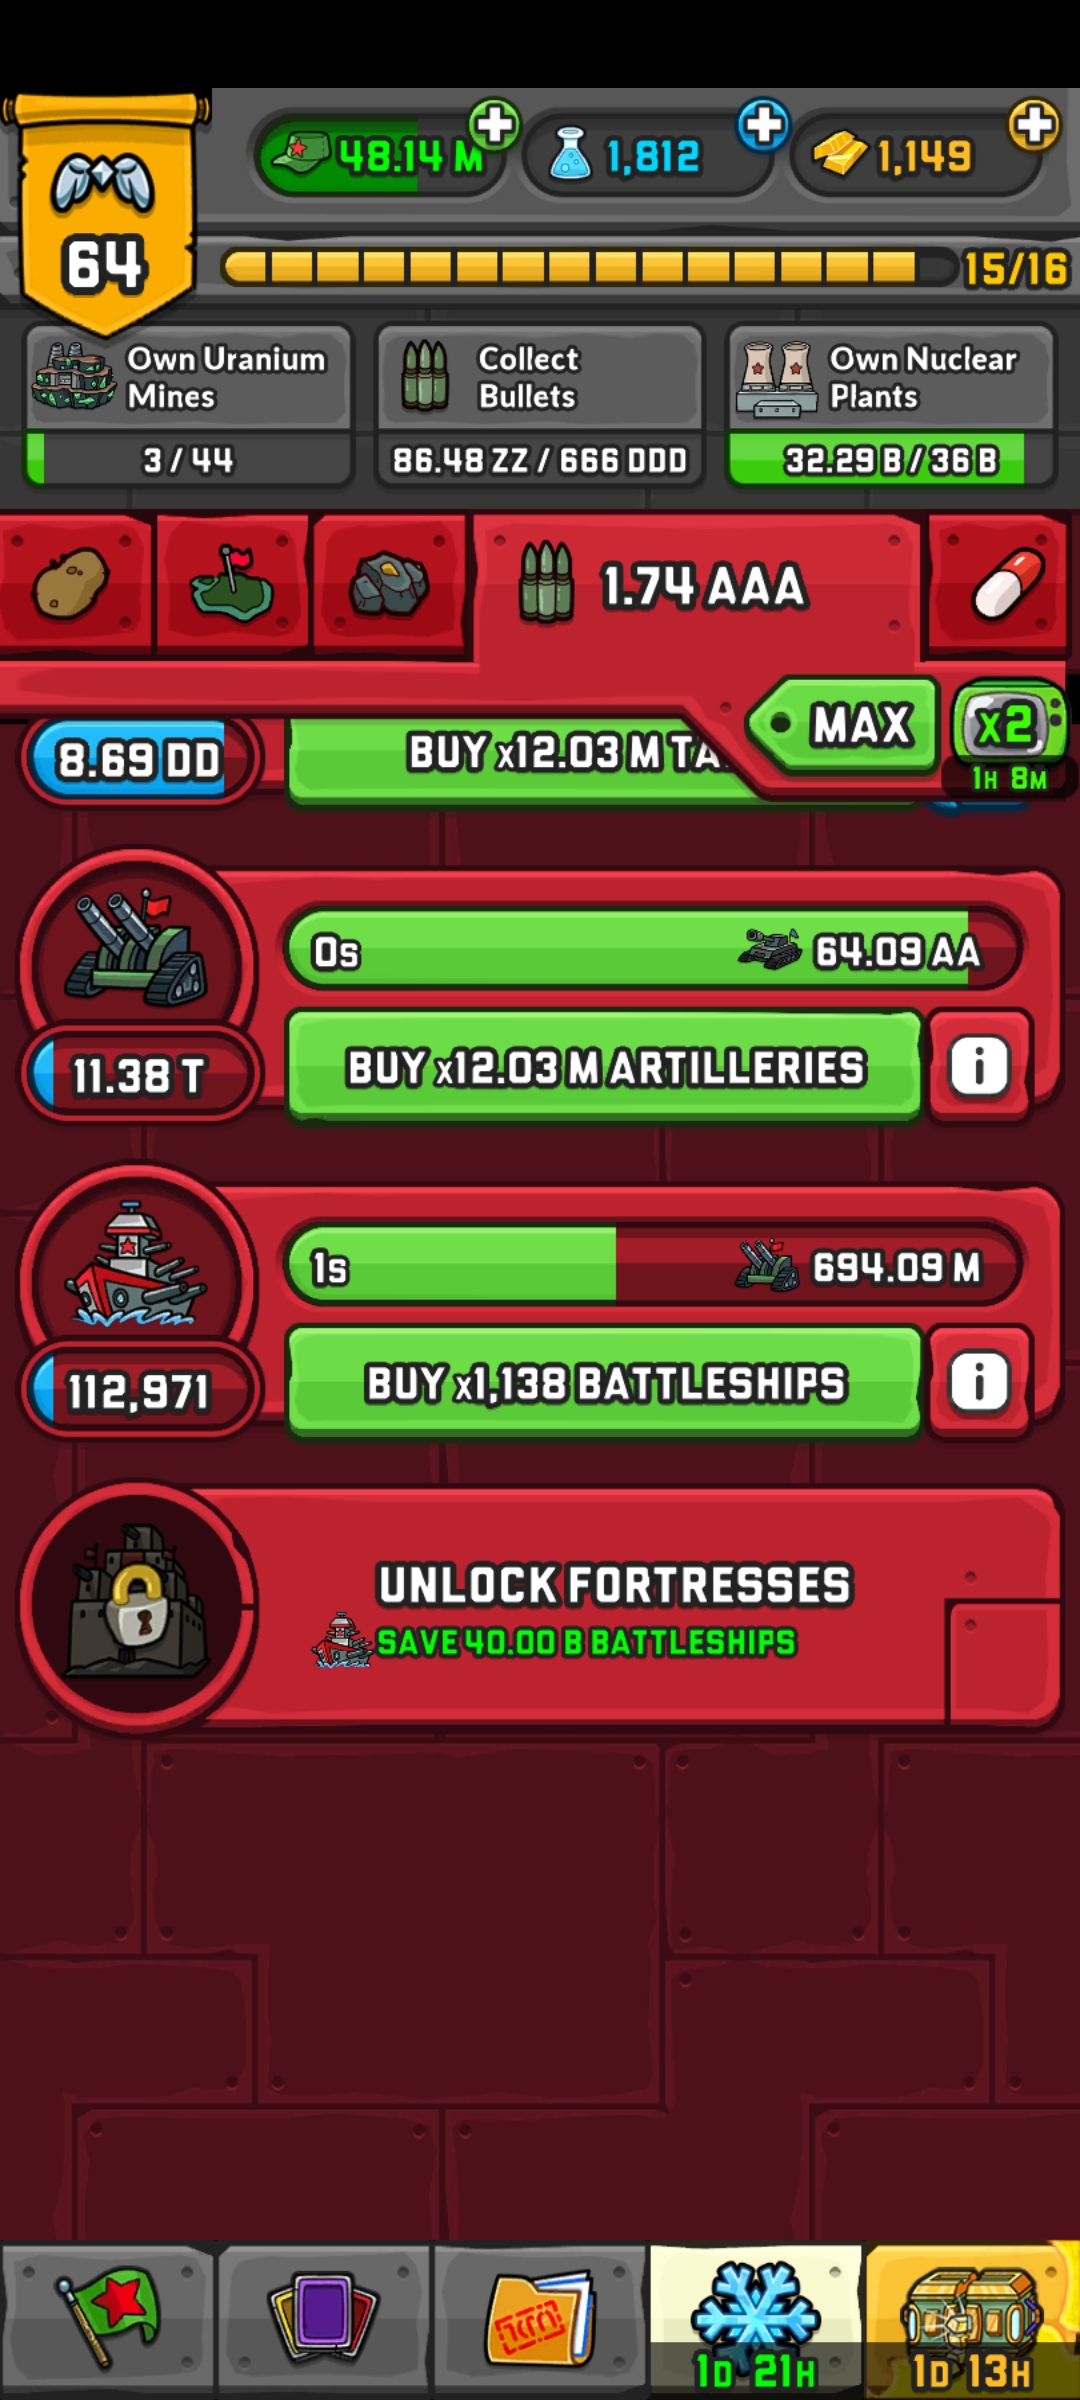 48.14 M
1,812
1,149
64
15/16
Own Uranium
Mines
3 / 44
Collect
Bullets
86.48 ZZ / 666 DDD
Own Nuclear
Plants
32.29 B / 36 B
1.74 AAA
MAX
X2
1H 8M
8.69 DD
BUY x12.03 M TA
0s
64.09 AA
11.38 T
BUY x12.03 M ARTILLERIES
i
1s
694.09 M
112,971
BUY x1,138 BATTLESHIPS
i
UNLOCK FORTRESSES
SAVE 40.00 B BATTLESHIPS
1D 21H
1D 13H